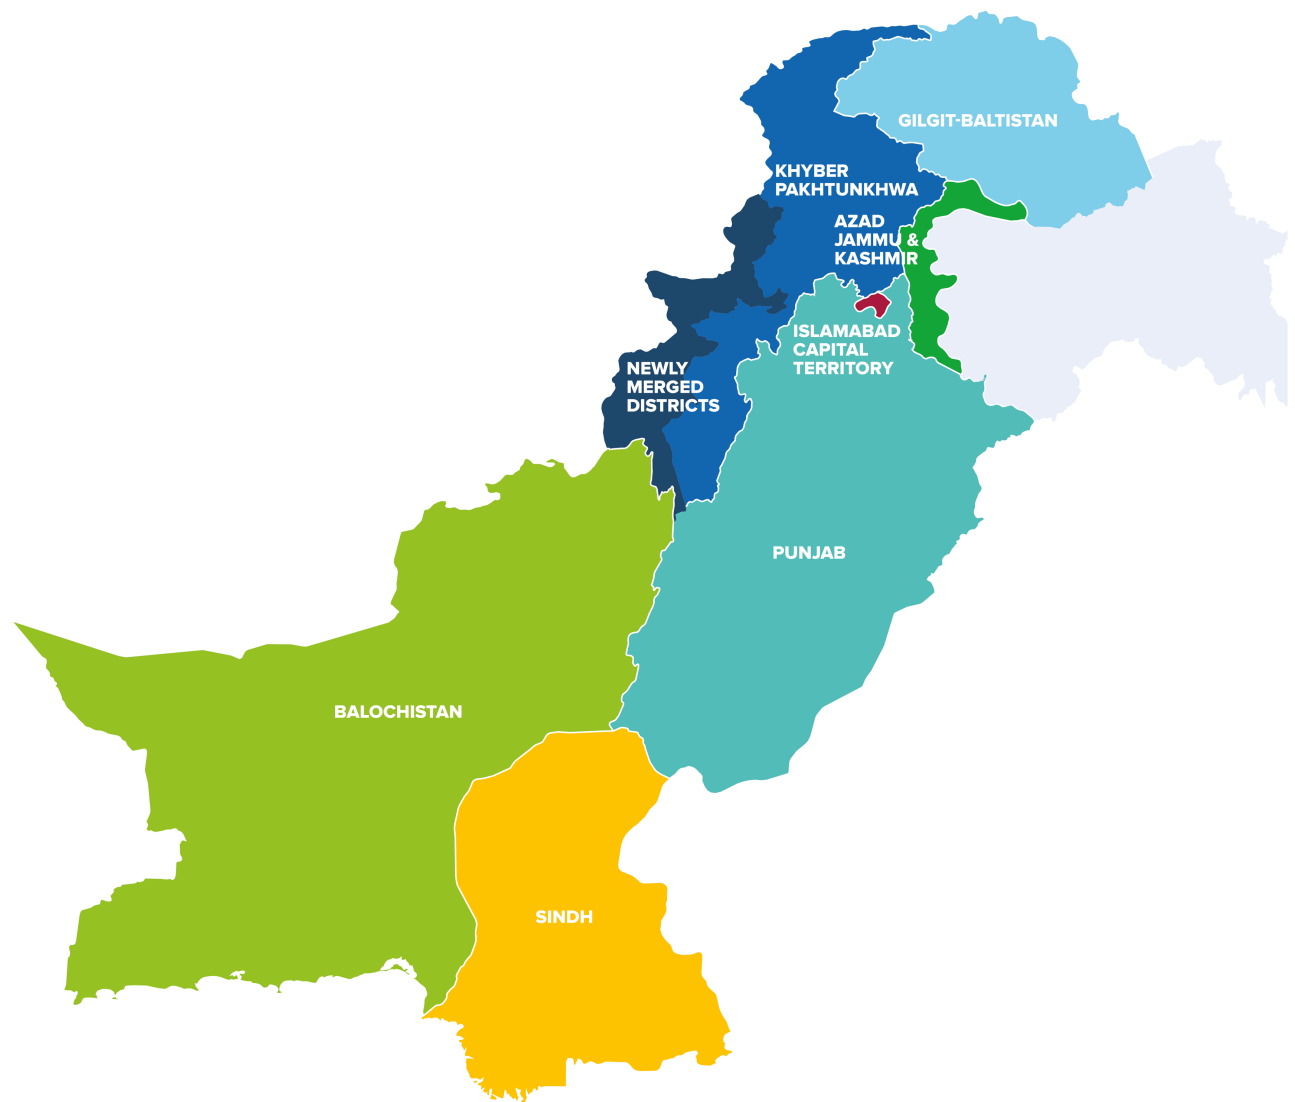 GILGIT-BALTISTAN
KHYBER
PAKHTUNKHWA
AZAD
JAMMU &
KASHMIR
ISLAMABAD
CAPITAL
TERRITORY
NEWLY
MERGED
DISTRICTS
PUNJAB
BALOCHISTAN
SINDH